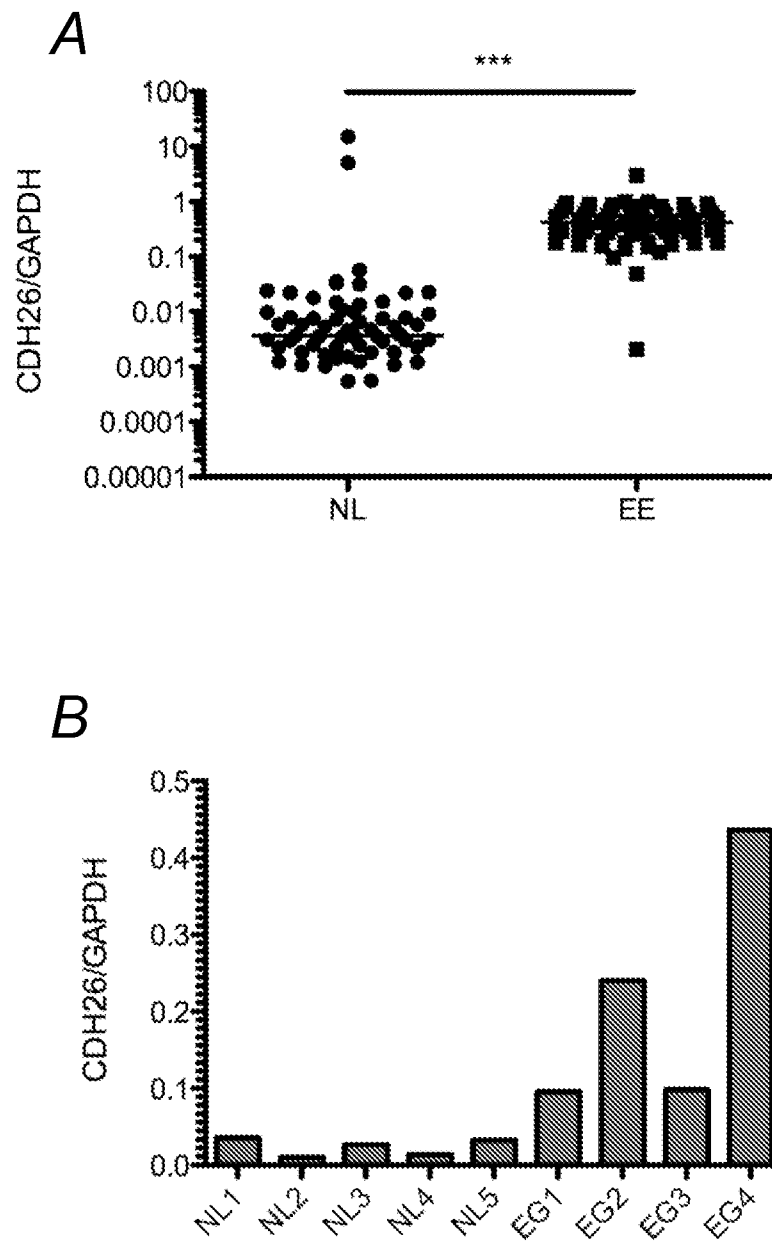 A
***
100
10
1
0.1
0.01
0.001
0.0001
0.00001
CDH26/GAPDH
NL
EE
B
0.5
0.4
0.3
0.2
0.1
0.0
CDH26/GAPDH
NL1
NL2
NL3
NL4
NL5
EG1
EG2
EG3
EG4